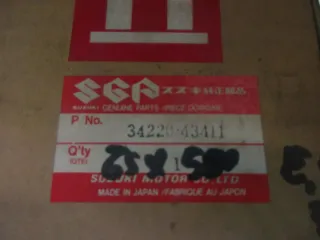 SGP スズキ純正部品
SUZUKI GENUINE PARTS/PIECE D'ORIGINE
P No. 34220-43411
Q'ty 1
SUZUKI MOTOR CO.,LTD
MADE IN JAPAN/FABRIQUÉ AU JAPON